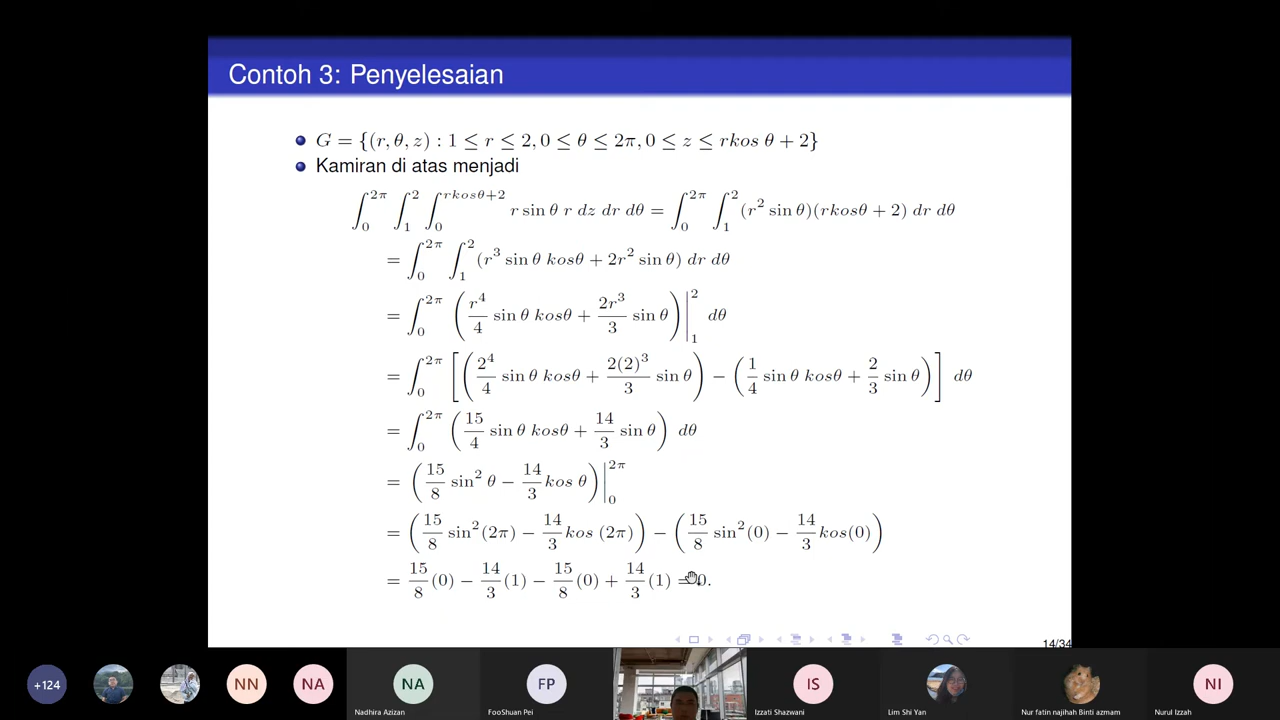 Contoh 3: Penyelesaian
G = {(r, θ, z) : 1 ≤ r ≤ 2, 0 ≤ θ ≤ 2π, 0 ≤ z ≤ rkos θ + 2}
Kamiran di atas menjadi
∫_0^{2π} ∫_1^2 ∫_0^{rkosθ+2} r sin θ r dz dr dθ = ∫_0^{2π} ∫_1^2 (r^2 sin θ)(rkosθ + 2) dr dθ
= ∫_0^{2π} ∫_1^2 (r^3 sin θ kosθ + 2r^2 sin θ) dr dθ
= ∫_0^{2π} (r^4/4 sin θ kosθ + 2r^3/3 sin θ)|_1^2 dθ
= ∫_0^{2π} [(2^4/4 sin θ kosθ + 2(2)^3/3 sin θ) − (1/4 sin θ kosθ + 2/3 sin θ)] dθ
= ∫_0^{2π} (15/4 sin θ kosθ + 14/3 sin θ) dθ
= (15/8 sin^2 θ − 14/3 kos θ)|_0^{2π}
= (15/8 sin^2(2π) − 14/3 kos (2π)) − (15/8 sin^2(0) − 14/3 kos(0))
= 15/8 (0) − 14/3 (1) − 15/8 (0) + 14/3 (1) = 0.
14/34
+124
NN
NA
NA
Nadhira Azizan
FP
FooShuan Pei
IS
Izzati Shazwani
Lim Shi Yan
Nur fatin najihah Binti azmam
NI
Nurul Izzah